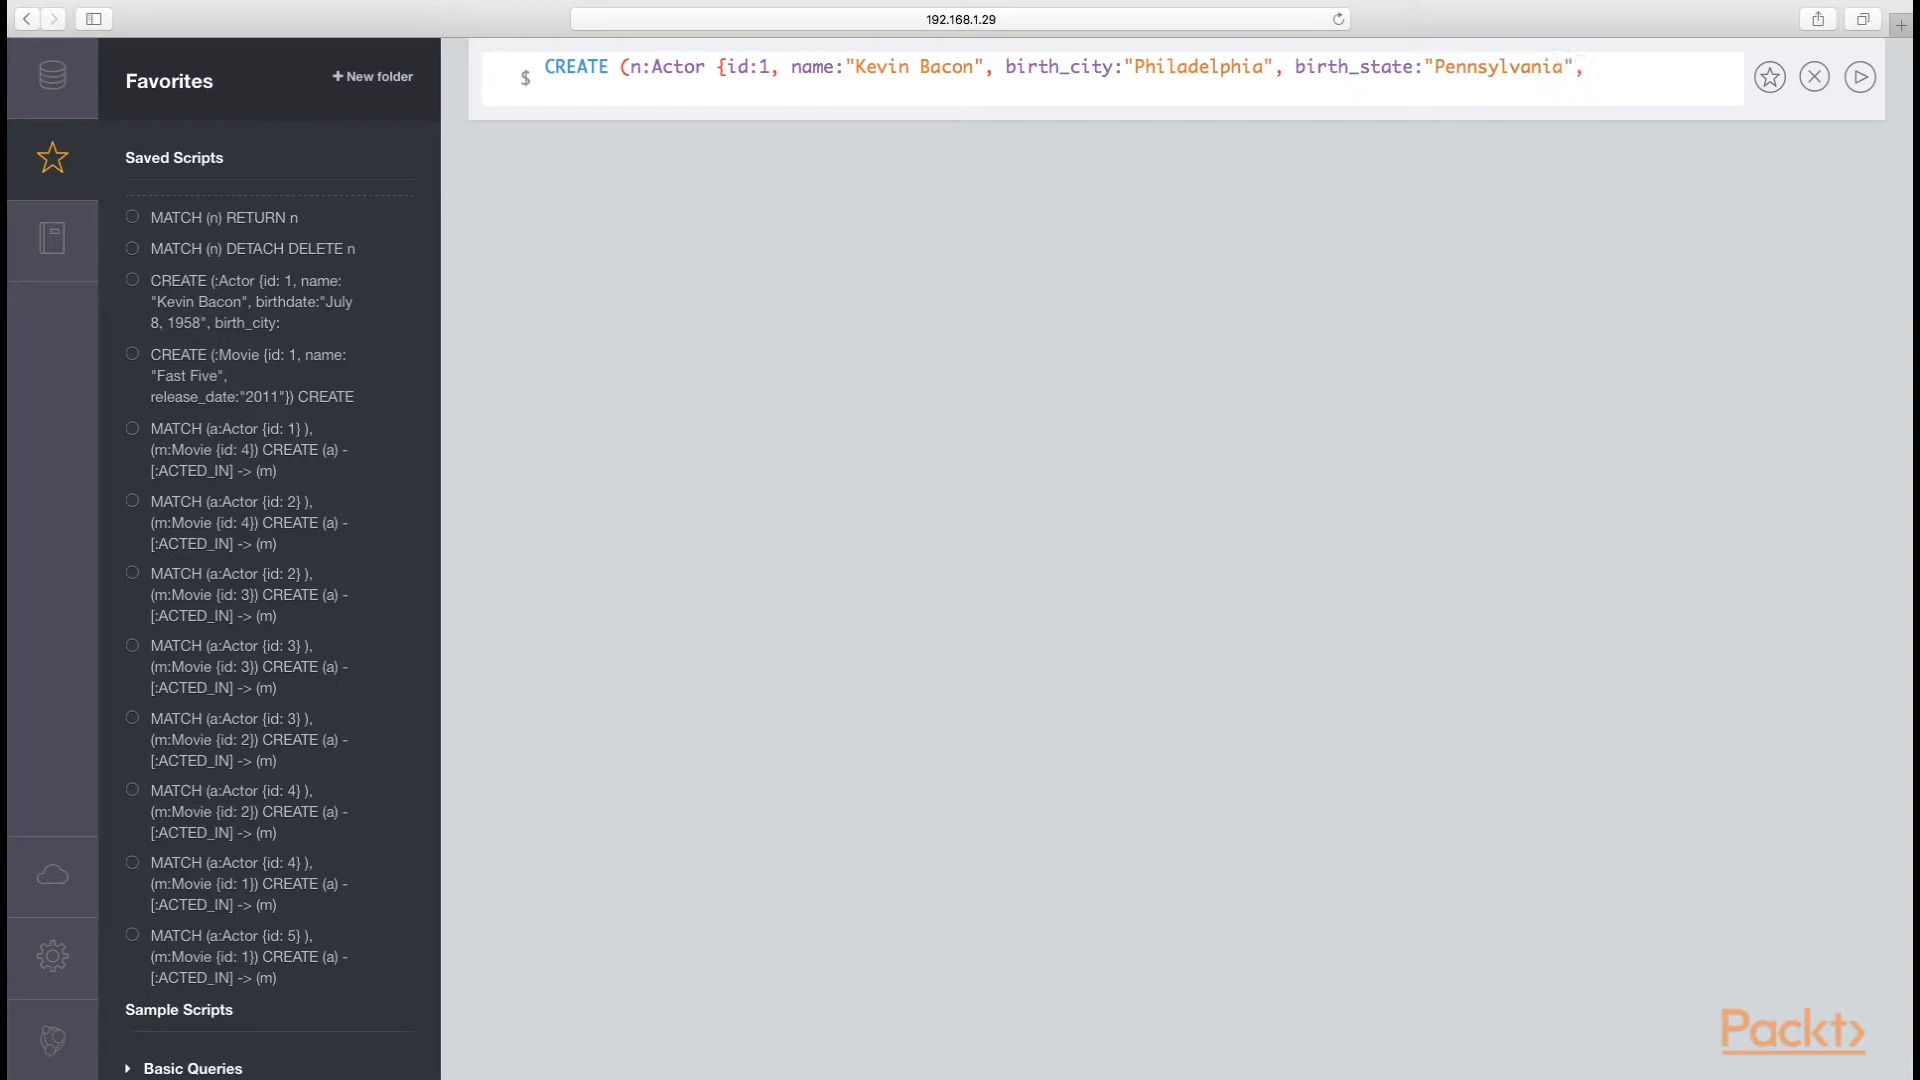 192.168.1.29
Favorites
+ New folder
$ CREATE (n:Actor {id:1, name:"Kevin Bacon", birth_city:"Philadelphia", birth_state:"Pennsylvania",
Saved Scripts
MATCH (n) RETURN n
MATCH (n) DETACH DELETE n
CREATE (:Actor {id: 1, name:
"Kevin Bacon", birthdate:"July
8, 1958", birth_city:
CREATE (:Movie {id: 1, name:
"Fast Five",
release_date:"2011"}) CREATE
MATCH (a:Actor {id: 1} ),
(m:Movie {id: 4}) CREATE (a) -
[:ACTED_IN] -> (m)
MATCH (a:Actor {id: 2} ),
(m:Movie {id: 4}) CREATE (a) -
[:ACTED_IN] -> (m)
MATCH (a:Actor {id: 2} ),
(m:Movie {id: 3}) CREATE (a) -
[:ACTED_IN] -> (m)
MATCH (a:Actor {id: 3} ),
(m:Movie {id: 3}) CREATE (a) -
[:ACTED_IN] -> (m)
MATCH (a:Actor {id: 3} ),
(m:Movie {id: 2}) CREATE (a) -
[:ACTED_IN] -> (m)
MATCH (a:Actor {id: 4} ),
(m:Movie {id: 2}) CREATE (a) -
[:ACTED_IN] -> (m)
MATCH (a:Actor {id: 4} ),
(m:Movie {id: 1}) CREATE (a) -
[:ACTED_IN] -> (m)
MATCH (a:Actor {id: 5} ),
(m:Movie {id: 1}) CREATE (a) -
[:ACTED_IN] -> (m)
Sample Scripts
Basic Queries
Packt>